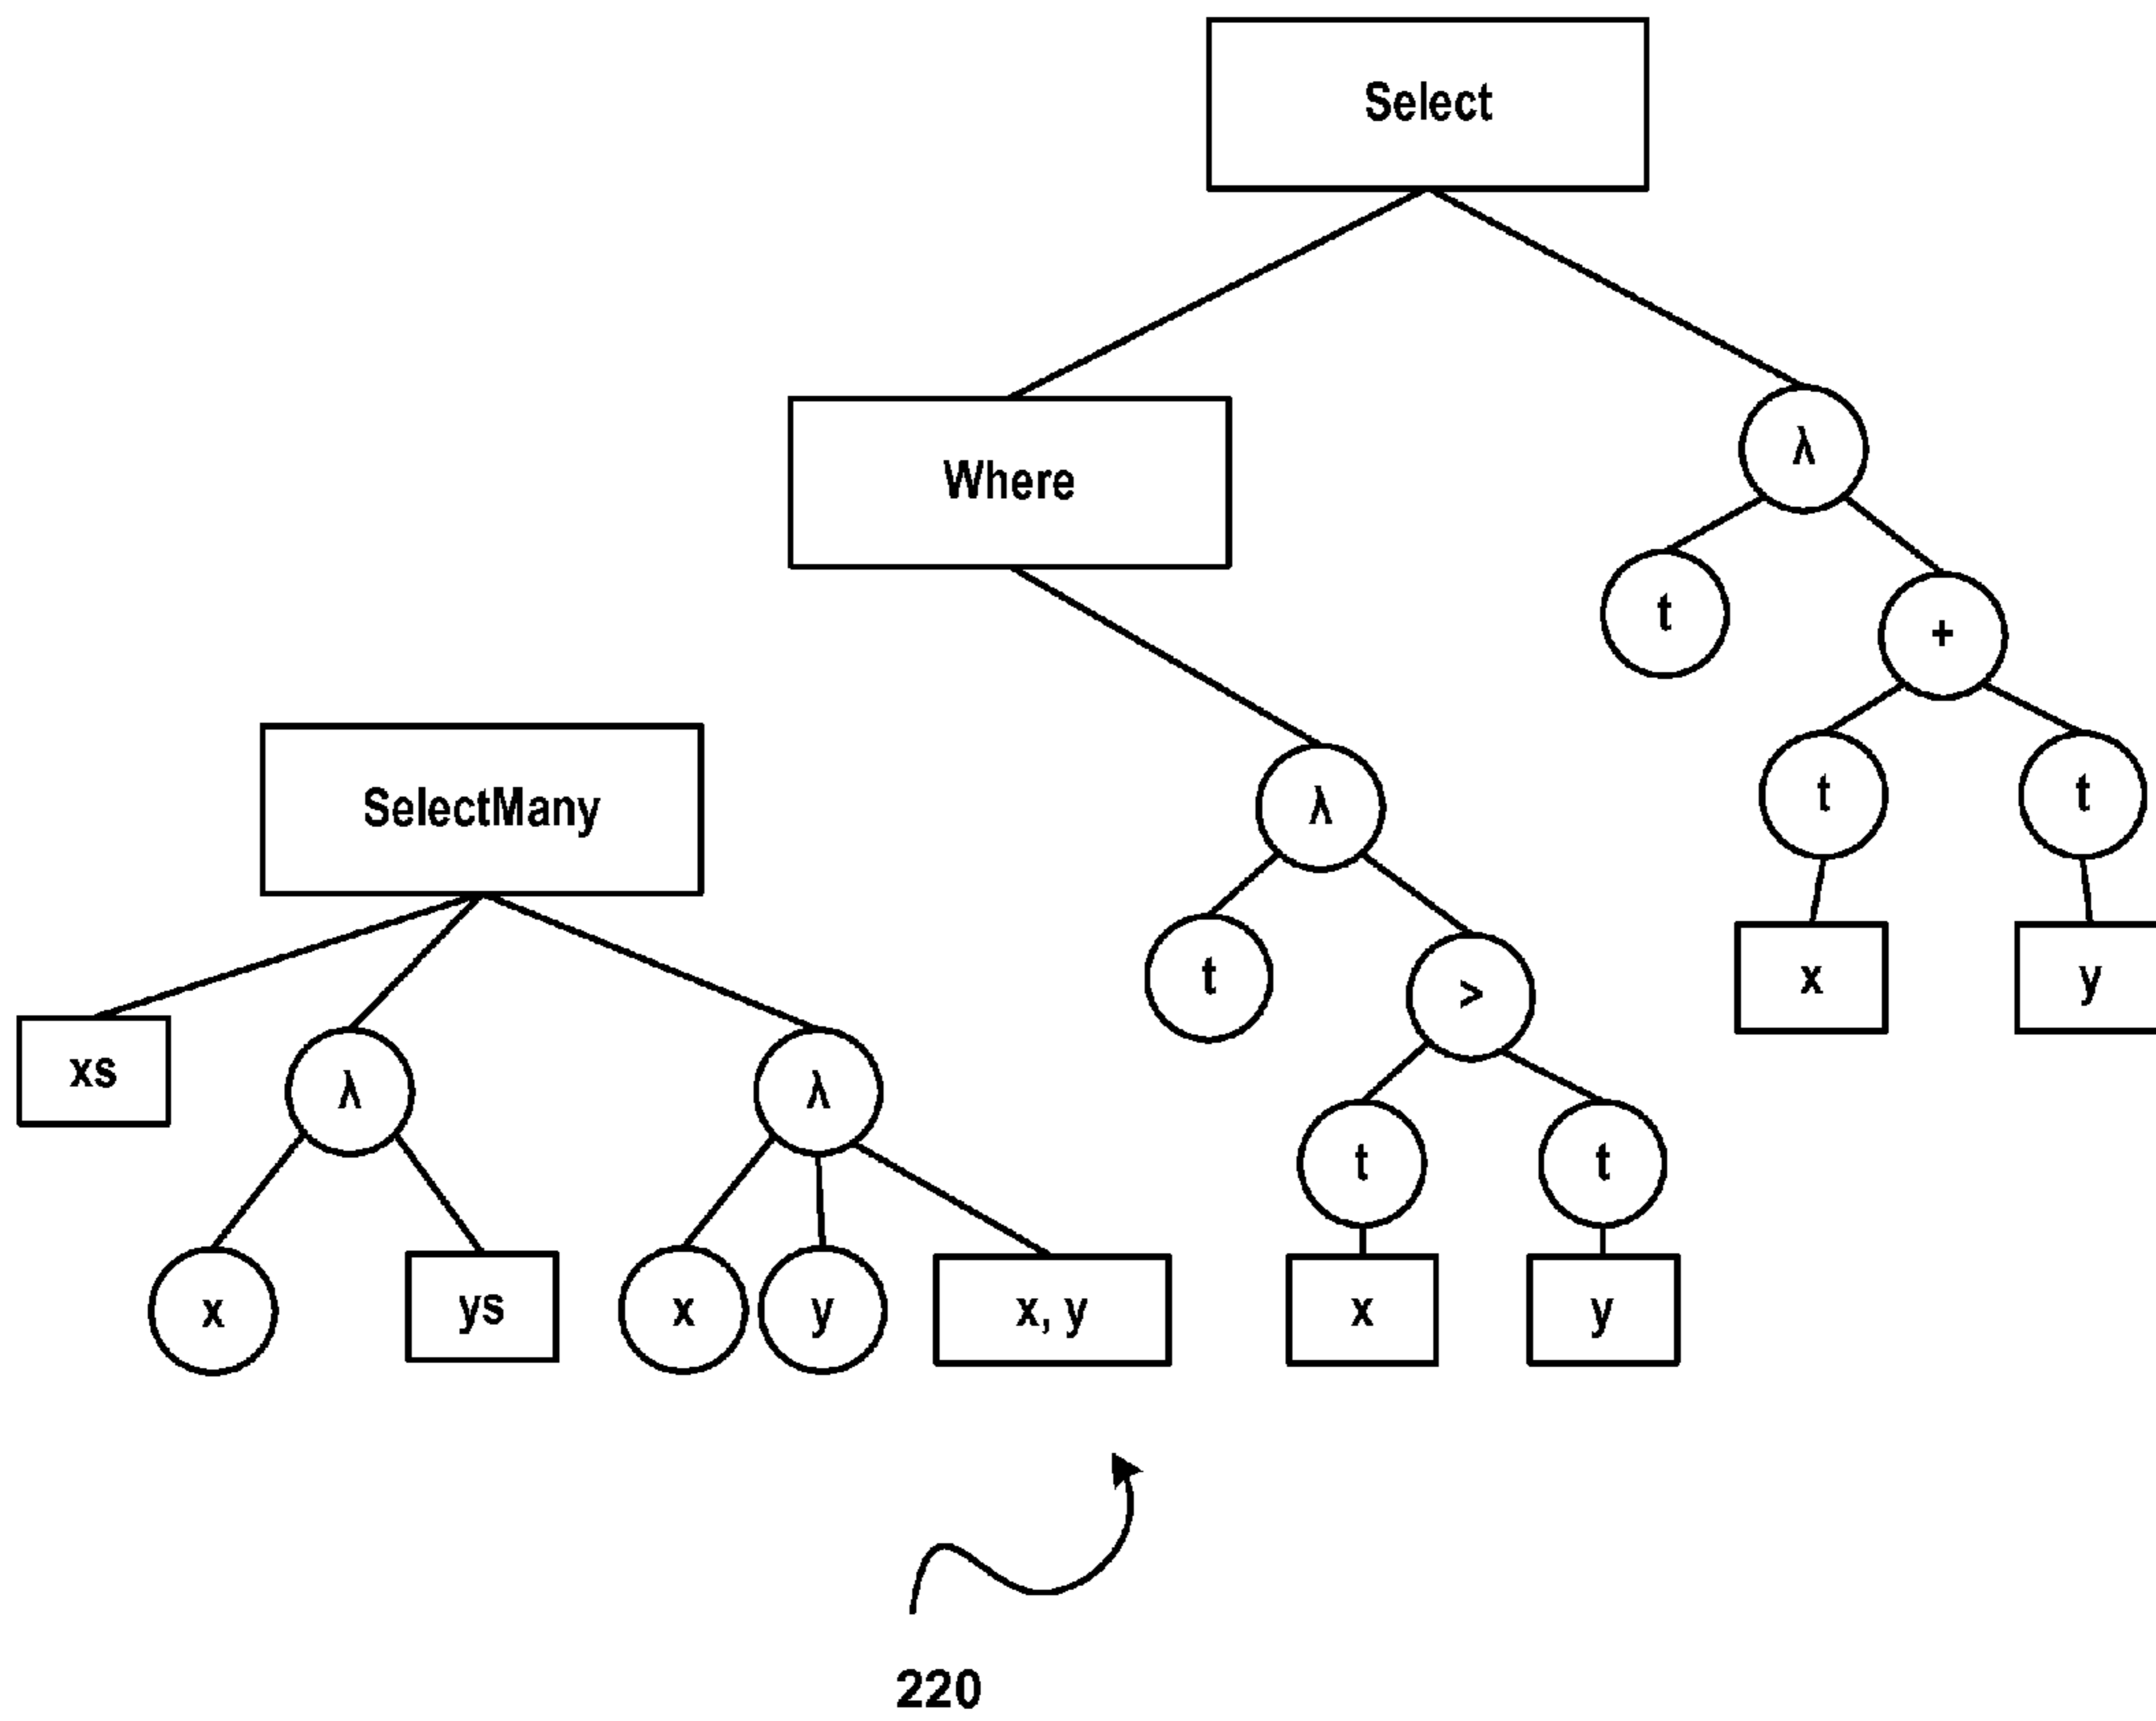 Select
Where
λ
t
+
SelectMany
λ
t
t
t
>
x
y
xs
λ
λ
t
t
x
ys
x
y
x, y
x
y
220